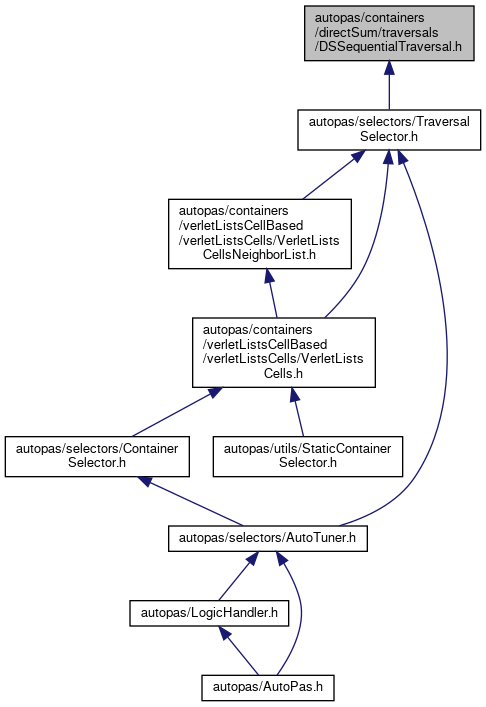 autopas/containers
/directSum/traversals
/DSSequentialTraversal.h
autopas/selectors/Traversal
Selector.h
autopas/containers
/verletListsCellBased
/verletListsCells/VerletLists
CellsNeighborList.h
autopas/containers
/verletListsCellBased
/verletListsCells/VerletLists
Cells.h
autopas/selectors/Container
Selector.h
autopas/utils/StaticContainer
Selector.h
autopas/selectors/AutoTuner.h
autopas/LogicHandler.h
autopas/AutoPas.h